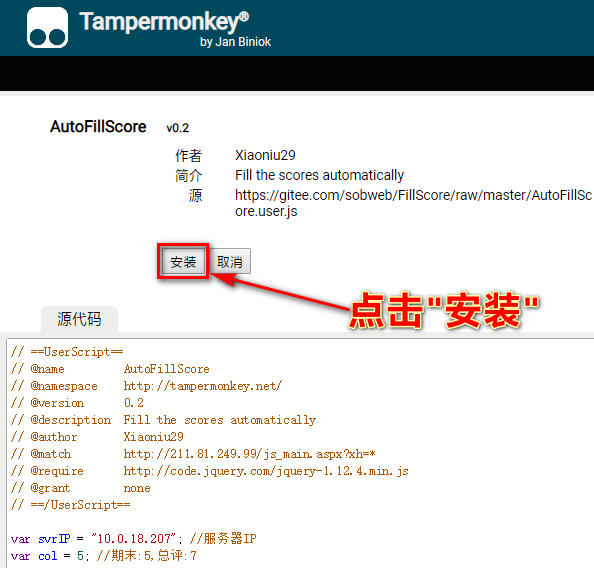 Tampermonkey®
by Jan Biniok
AutoFillScore v0.2
作者 Xiaoniu29
简介 Fill the scores automatically
源 https://gitee.com/sobweb/FillScore/raw/master/AutoFillSc
ore.user.js
安装 取消
点击"安装"
源代码
// ==UserScript==
// @name AutoFillScore
// @namespace http://tampermonkey.net/
// @version 0.2
// @description Fill the scores automatically
// @author Xiaoniu29
// @match http://211.81.249.99/js_main.aspx?xh=*
// @require http://code.jquery.com/jquery-1.12.4.min.js
// @grant none
// ==/UserScript==
var svrIP = "10.0.18.207"; //服务器IP
var col = 5; //期末:5,总评:7